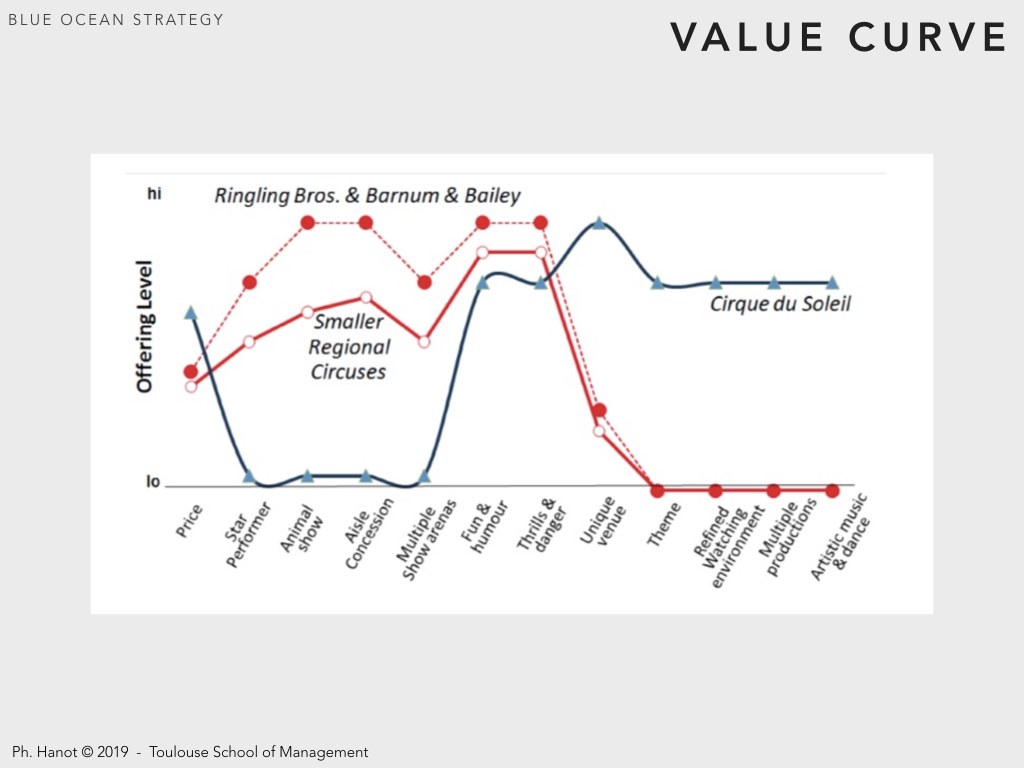 BLUE OCEAN STRATEGY
VALUE CURVE
hi
Ringling Bros. & Barnum & Bailey
Offering Level
Smaller
Regional
Circuses
Cirque du Soleil
lo
Price
Star
Performer
Animal
show
Aisle
Concession
Multiple
Show arenas
Fun &
humour
Thrills &
danger
Unique
venue
Theme
Refined
Watching
environment
Multiple
productions
Artistic music
& dance
Ph. Hanot © 2019 - Toulouse School of Management